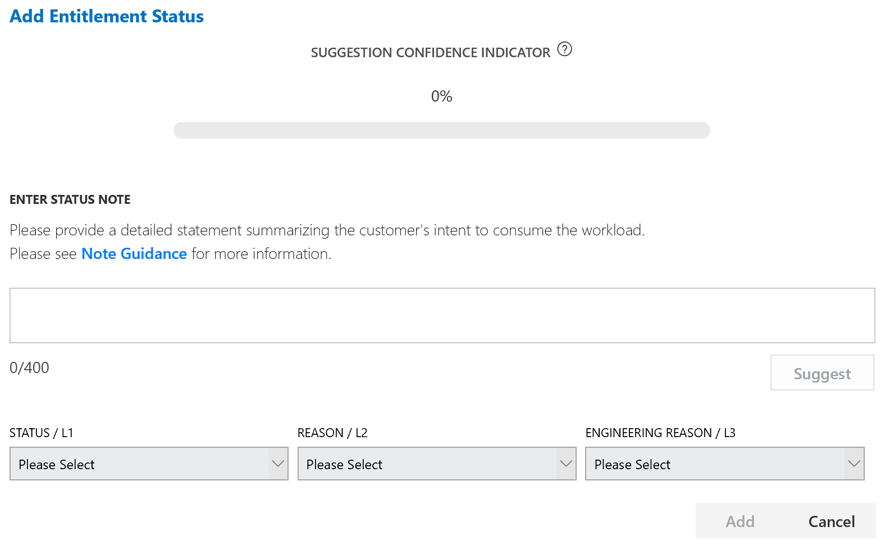 Add Entitlement Status
SUGGESTION CONFIDENCE INDICATOR ?
0%
ENTER STATUS NOTE
Please provide a detailed statement summarizing the customer's intent to consume the workload.
Please see Note Guidance for more information.
0/400
Suggest
STATUS / L1
REASON / L2
ENGINEERING REASON / L3
Please Select
Please Select
Please Select
Add
Cancel